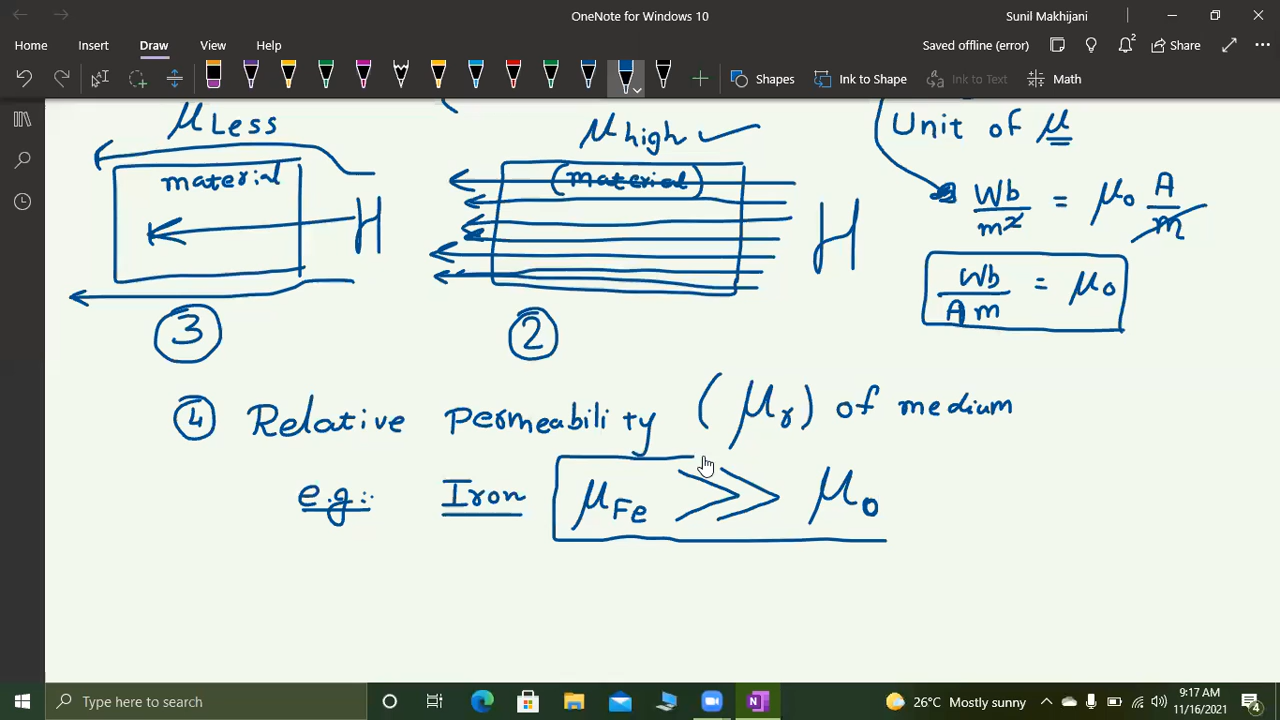 OneNote for Windows 10
Sunil Makhijani
Home Insert Draw View Help
Saved offline (error)
Share
Shapes
Ink to Shape
Ink to Text
Math
μ Less
material
H
3
μ high
(material)
H
2
Unit of μ
Wb/m² = μ₀ A/m
Wb/A m = μ₀
4 Relative Permeability (μr) of medium
e.g:- Iron μFe >> μ₀
Type here to search
26°C Mostly sunny
9:17 AM
11/16/2021
4